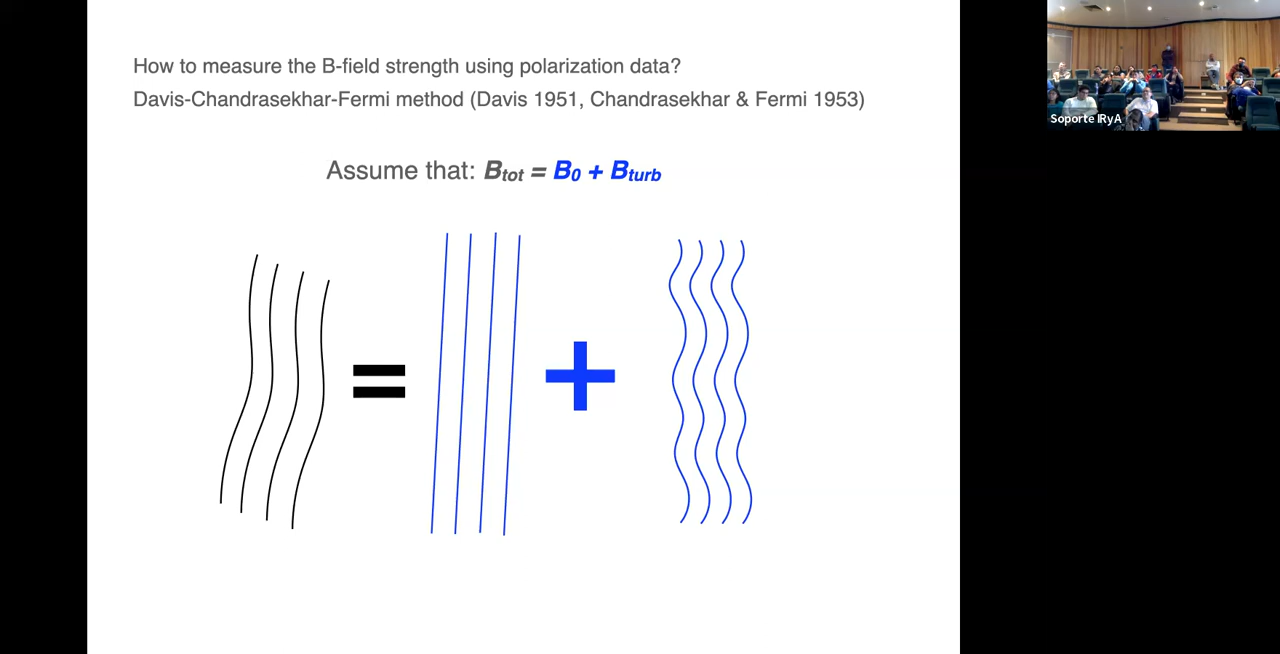 How to measure the B-field strength using polarization data?
Davis-Chandrasekhar-Fermi method (Davis 1951, Chandrasekhar & Fermi 1953)
Assume that: Btot = B0 + Bturb
=
+
Soporte IRyA